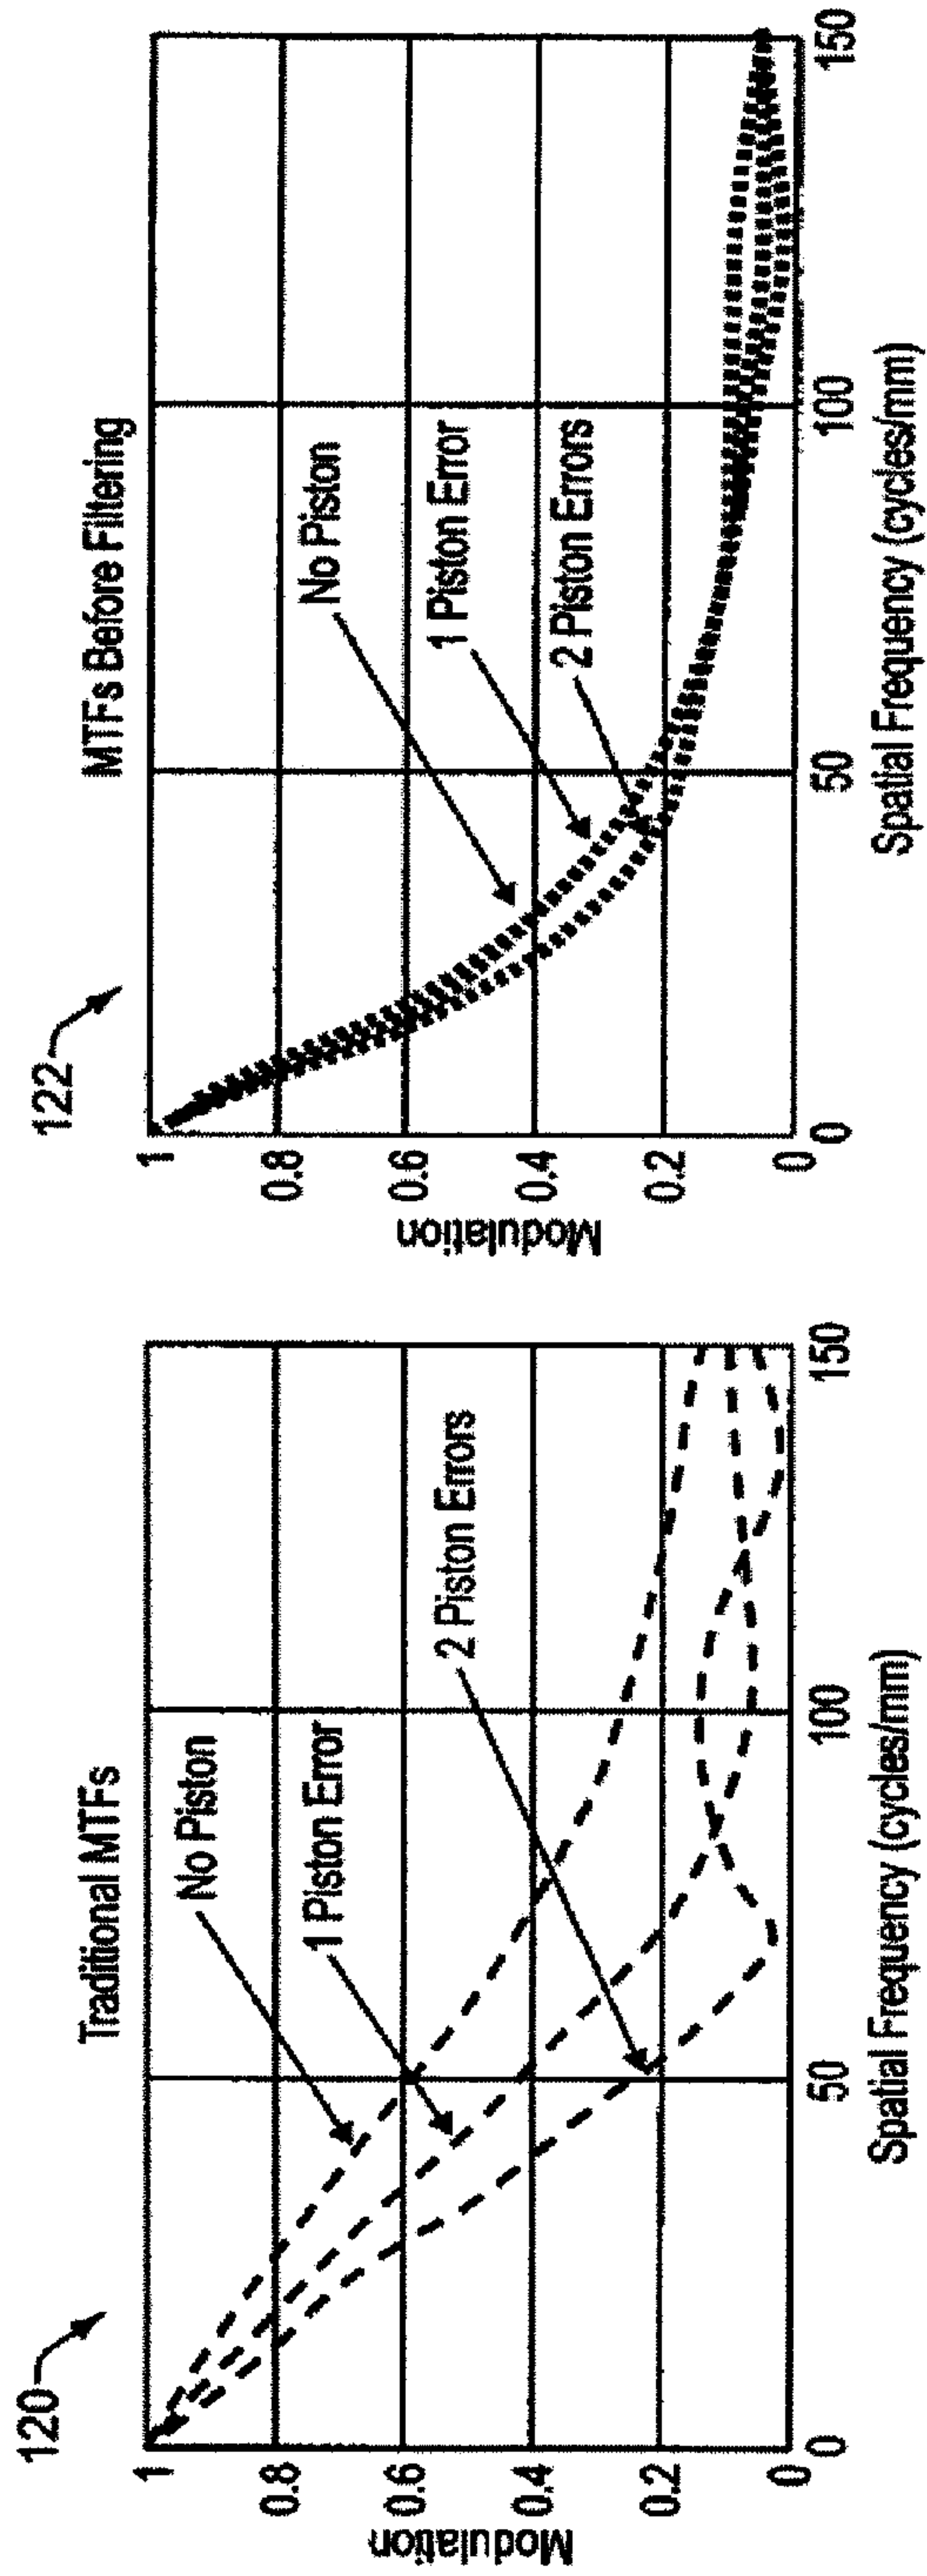 120
Traditional MTFs
No Piston
1 Piston Error
2 Piston Errors
Modulation
1
0.8
0.6
0.4
0.2
0
0
50
100
150
Spatial Frequency (cycles/mm)
122
MTFs Before Filtering
No Piston
1 Piston Error
2 Piston Errors
Modulation
1
0.8
0.6
0.4
0.2
0
0
50
100
150
Spatial Frequency (cycles/mm)